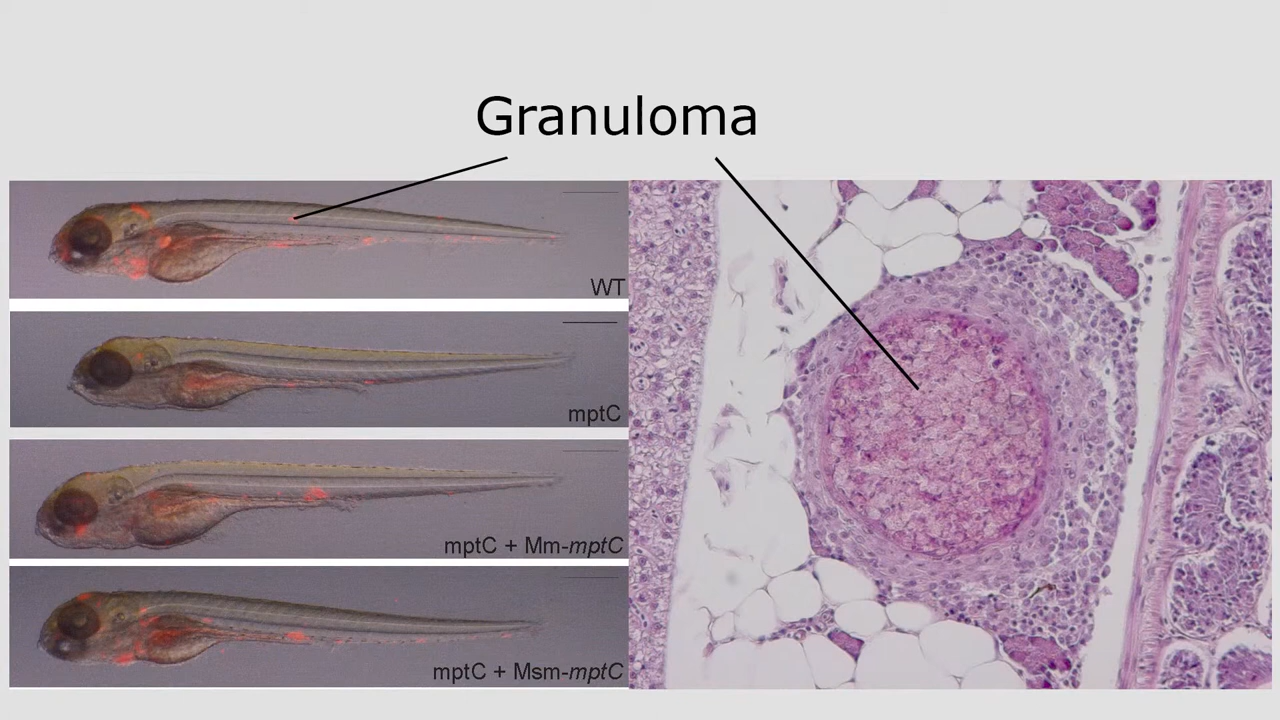 Granuloma
WT
mptC
mptC + Mm-mptC
mptC + Msm-mptC